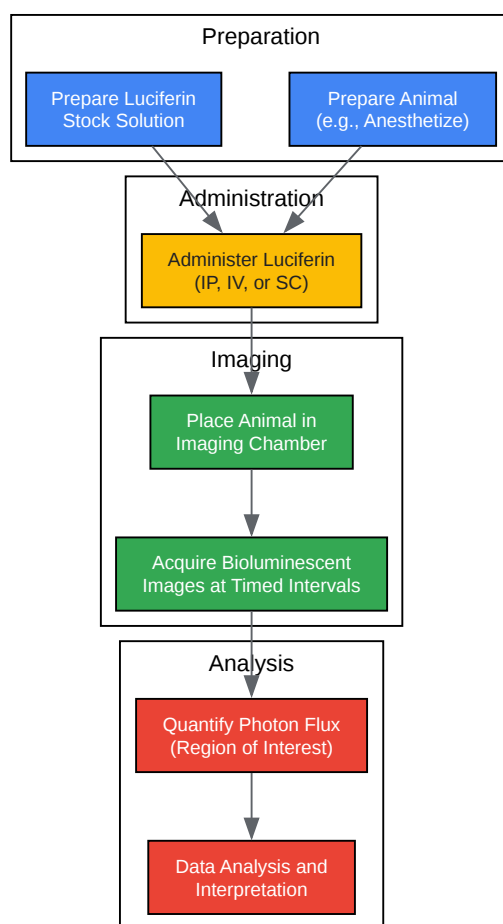 Preparation
Prepare Luciferin
Stock Solution
Prepare Animal
(e.g., Anesthetize)
Administration
Administer Luciferin
(IP, IV, or SC)
Imaging
Place Animal in
Imaging Chamber
Acquire Bioluminescent
Images at Timed Intervals
Analysis
Quantify Photon Flux
(Region of Interest)
Data Analysis and
Interpretation